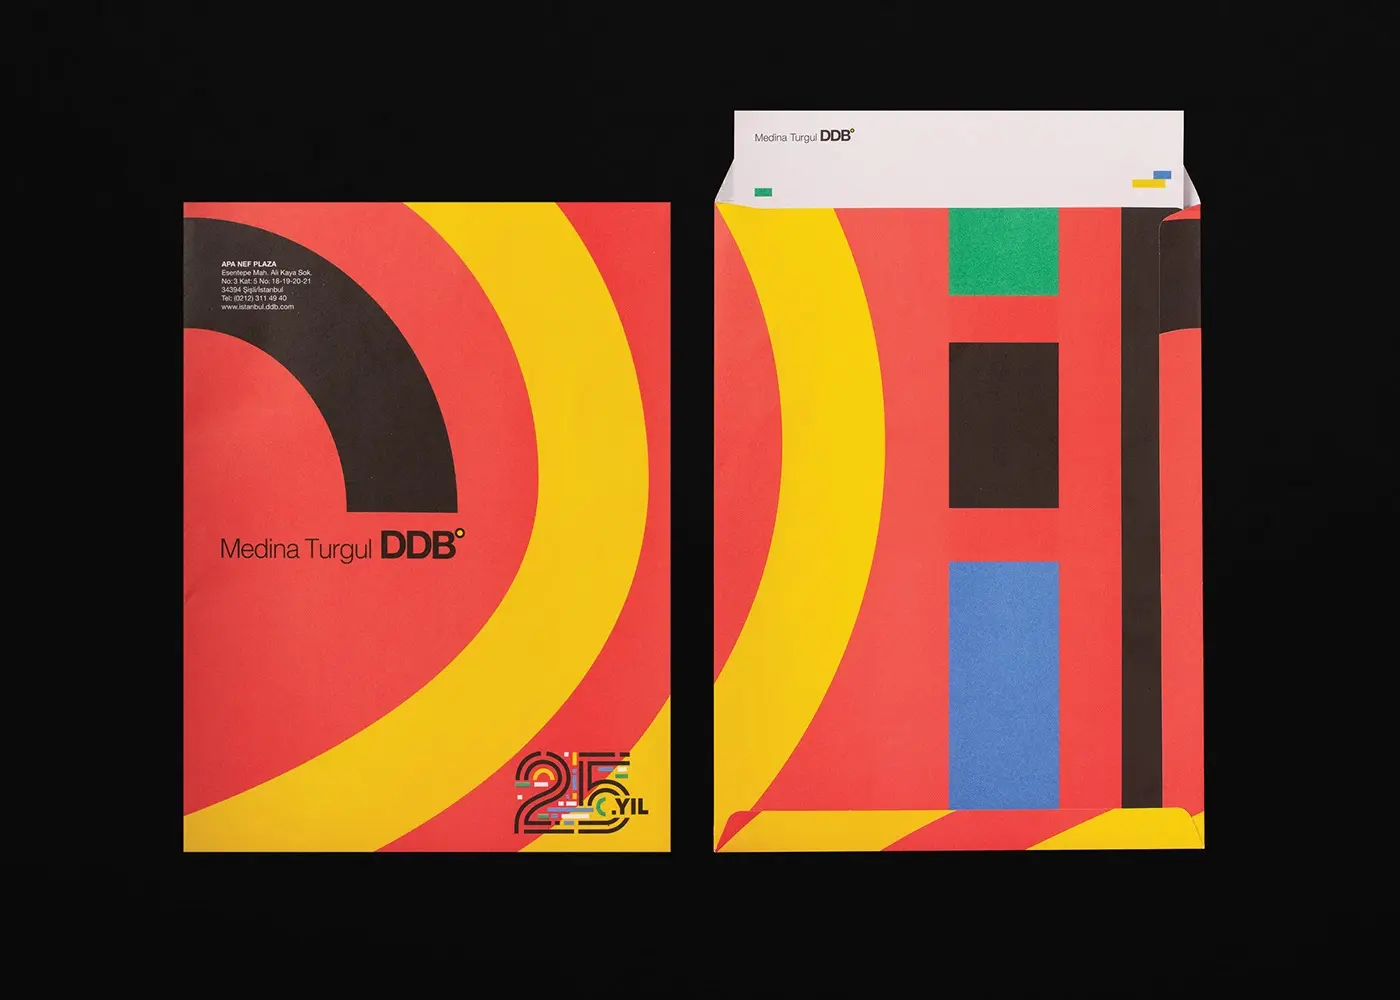 APA NEF PLAZA
Esentepe Mah. Ali Kaya Sok.
No: 3 Kat: 5 No: 18-19-20-21
34394 Şişli/İstanbul
Tel: (0212) 311 49 40
www.istanbul.ddb.com
Medina Turgul DDB°
25.YIL
Medina Turgul DDB°